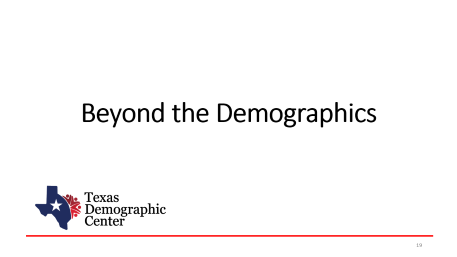 Beyond the Demographics
Texas
Demographic
Center
19